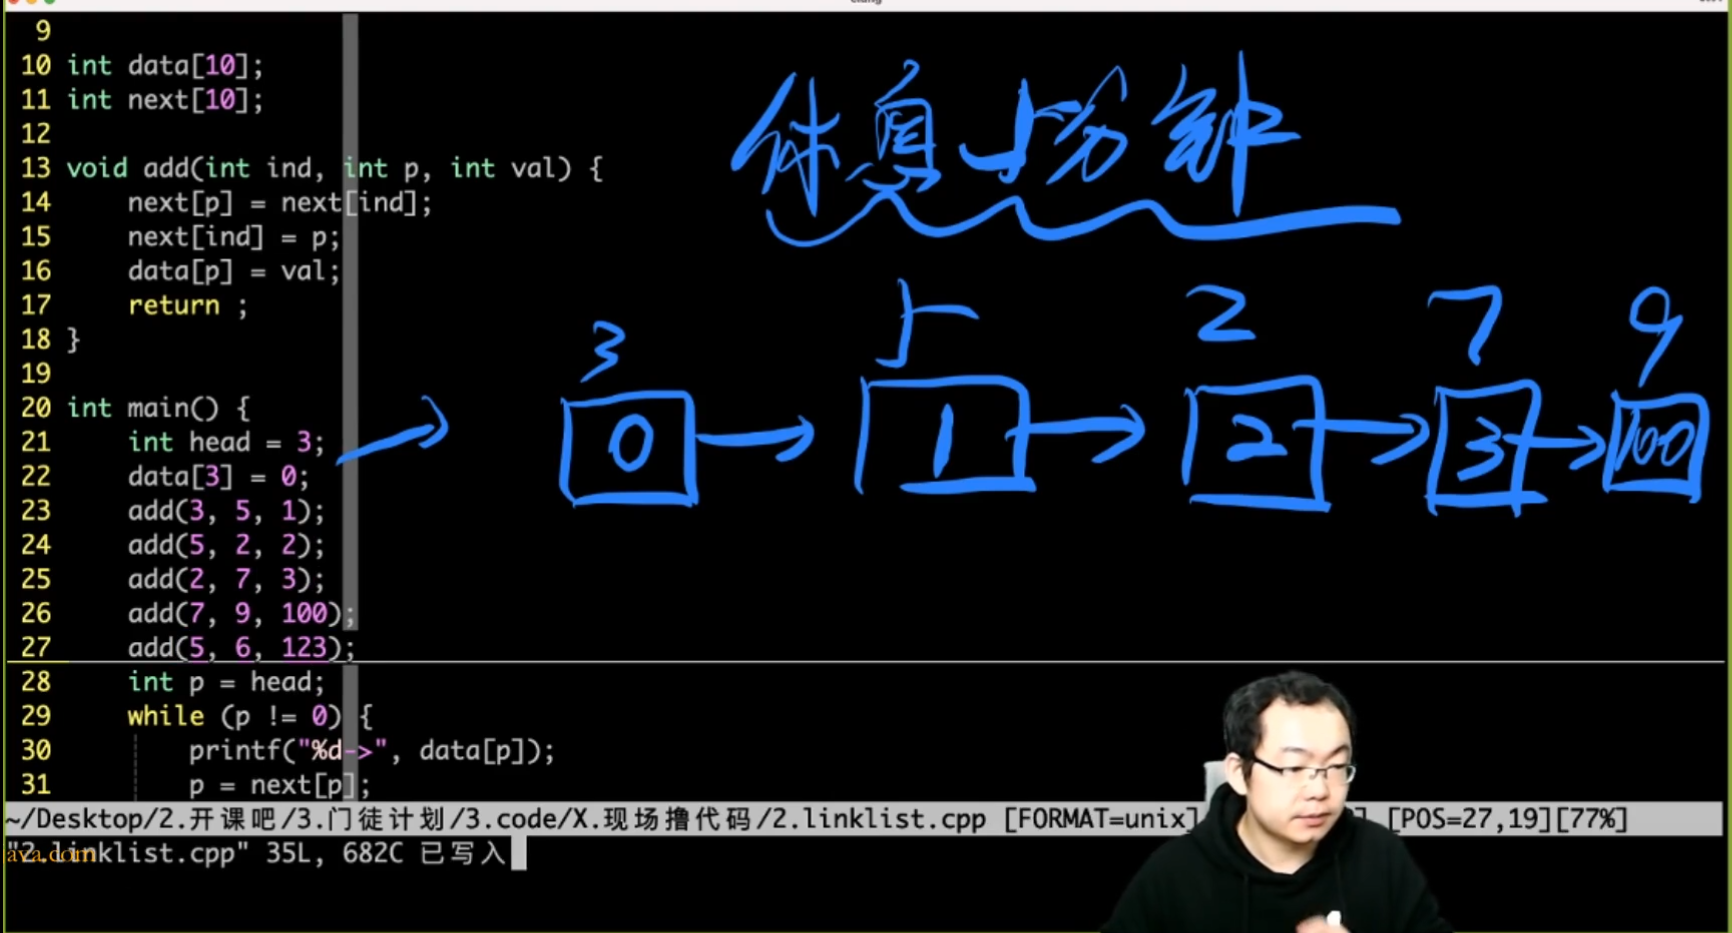 9
10 int data[10];
11 int next[10];
12
13 void add(int ind, int p, int val) {
14     next[p] = next[ind];
15     next[ind] = p;
16     data[p] = val;
17     return ;
18 }
19
20 int main() {
21     int head = 3;
22     data[3] = 0;
23     add(3, 5, 1);
24     add(5, 2, 2);
25     add(2, 7, 3);
26     add(7, 9, 100);
27     add(5, 6, 123);
28     int p = head;
29     while (p != 0) {
30         printf("%d->", data[p]);
31         p = next[p];
休息5分钟
3 5 2 7 9
0 1 2 3 100
~/Desktop/2.开课吧/3.门徒计划/3.code/X.现场撸代码/2.linklist.cpp [FORMAT=unix] [POS=27,19][77%]
"2.linklist.cpp" 35L, 682C 已写入
ava.com